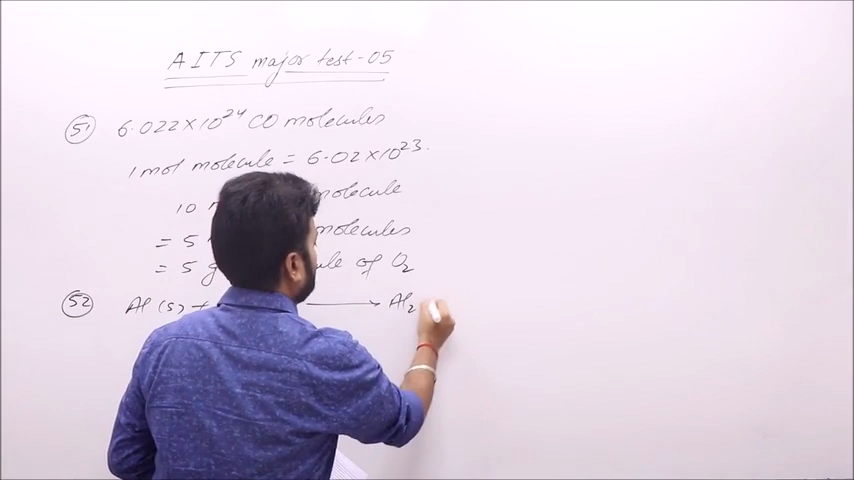 AITS major test-05
51 6.022×10²⁴ CO molecules
1 mol molecule = 6.02×10²³.
10 molecule
= 5 molecules
= 5 g of O₂
52 Al (s) + ⟶ Al₂